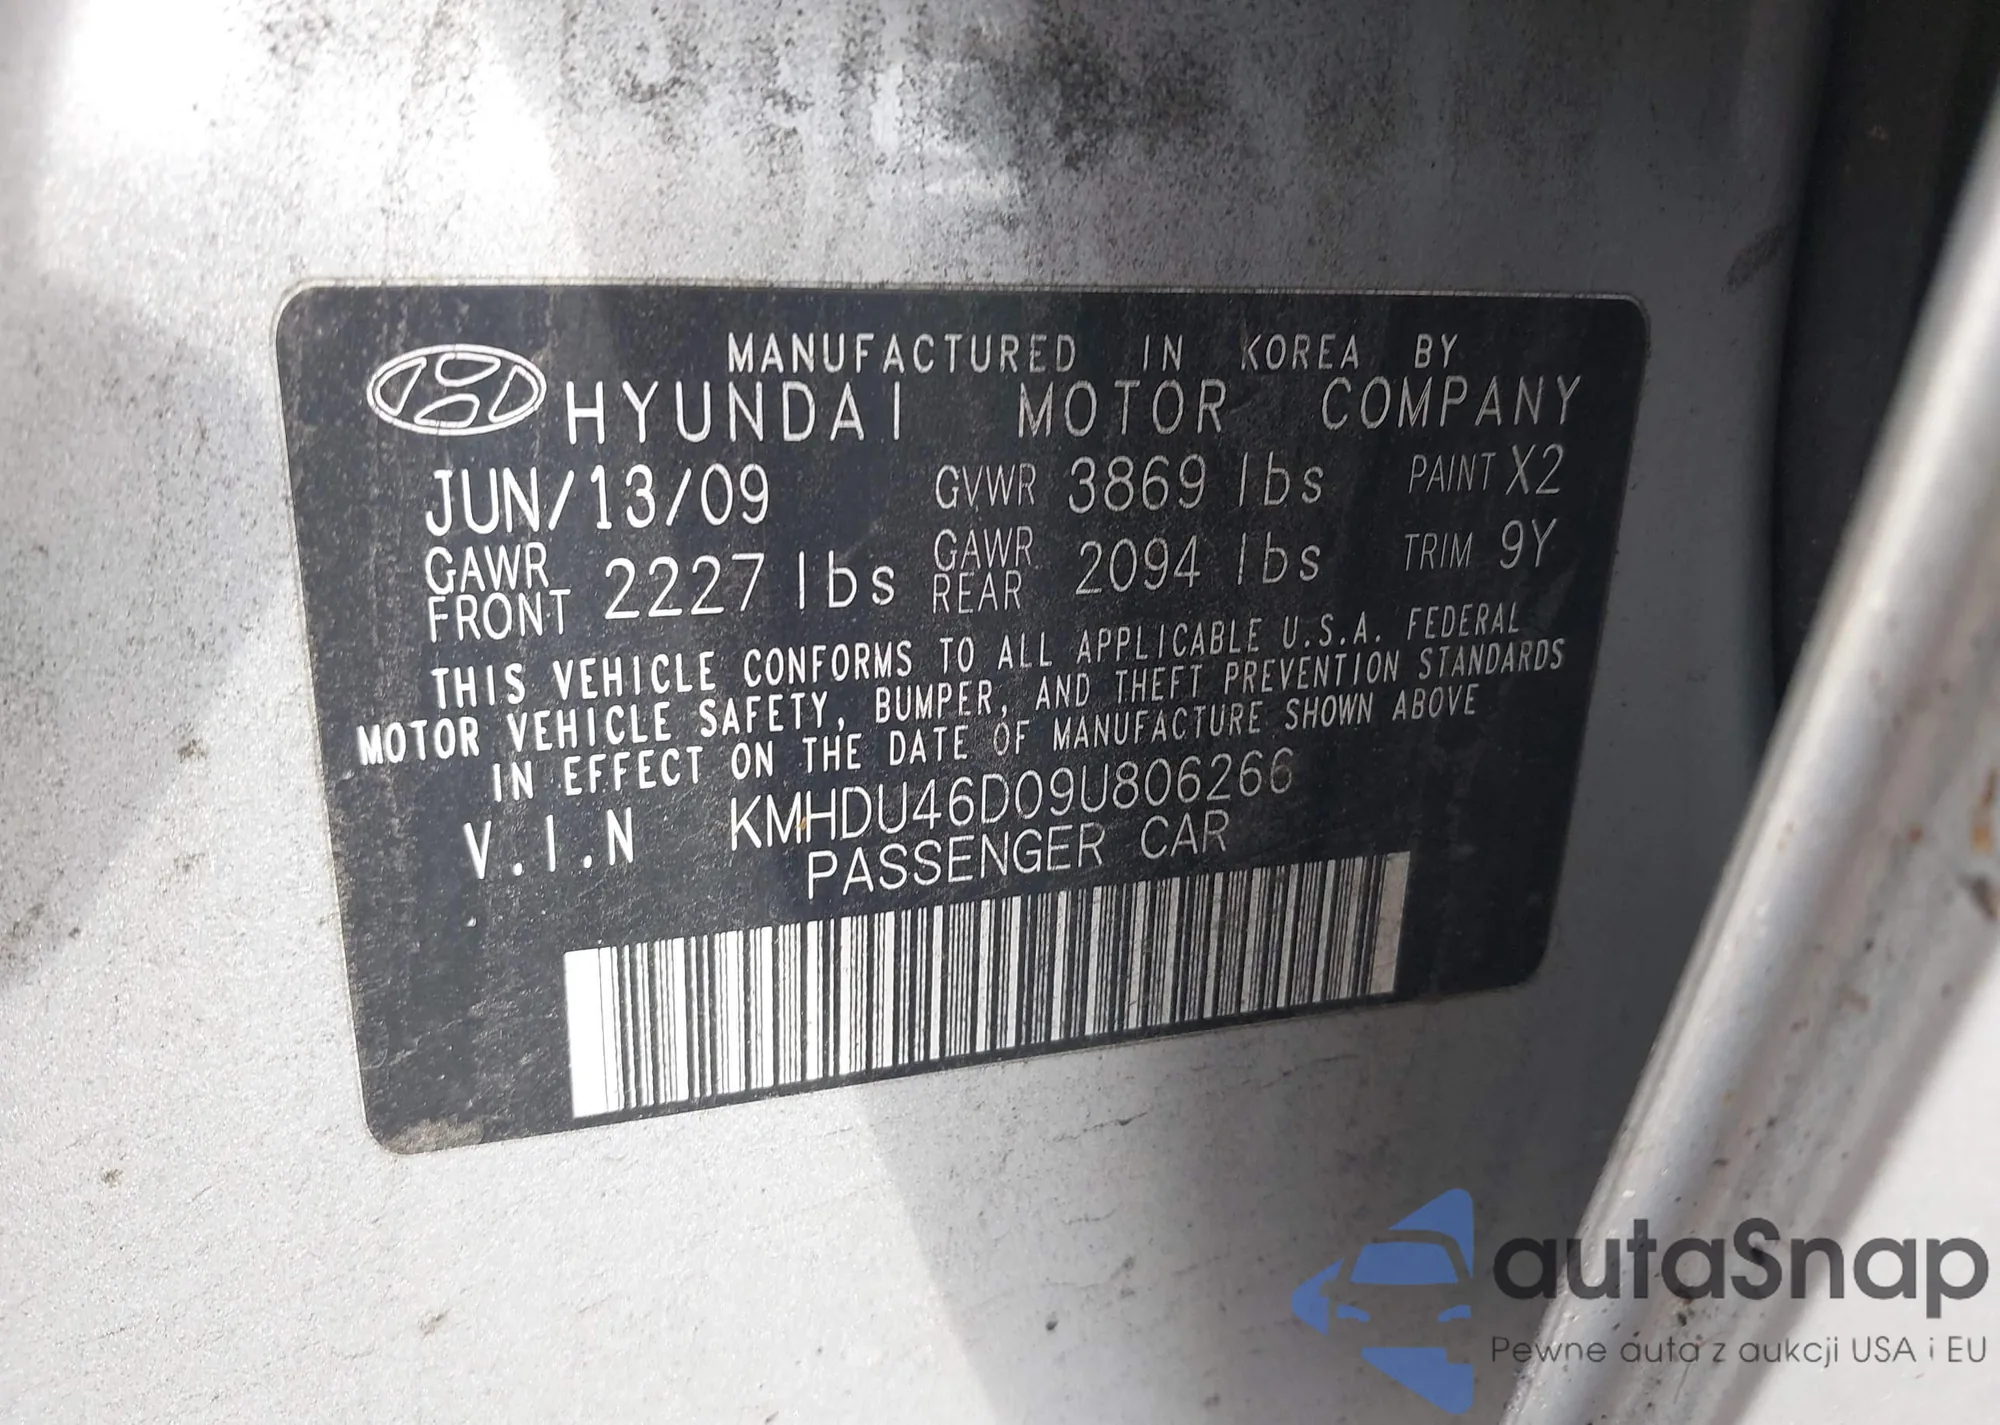 MANUFACTURED IN KOREA BY
HYUNDAI MOTOR COMPANY
JUN/13/09 GVWR 3869 lbs PAINT X2
GAWR FRONT 2227 lbs GAWR REAR 2094 lbs TRIM 9Y
THIS VEHICLE CONFORMS TO ALL APPLICABLE U.S.A. FEDERAL
MOTOR VEHICLE SAFETY, BUMPER, AND THEFT PREVENTION STANDARDS
IN EFFECT ON THE DATE OF MANUFACTURE SHOWN ABOVE
V.I.N KMHDU46D09U806266
PASSENGER CAR
autaSnap
Pewne auta z aukcji USA i EU